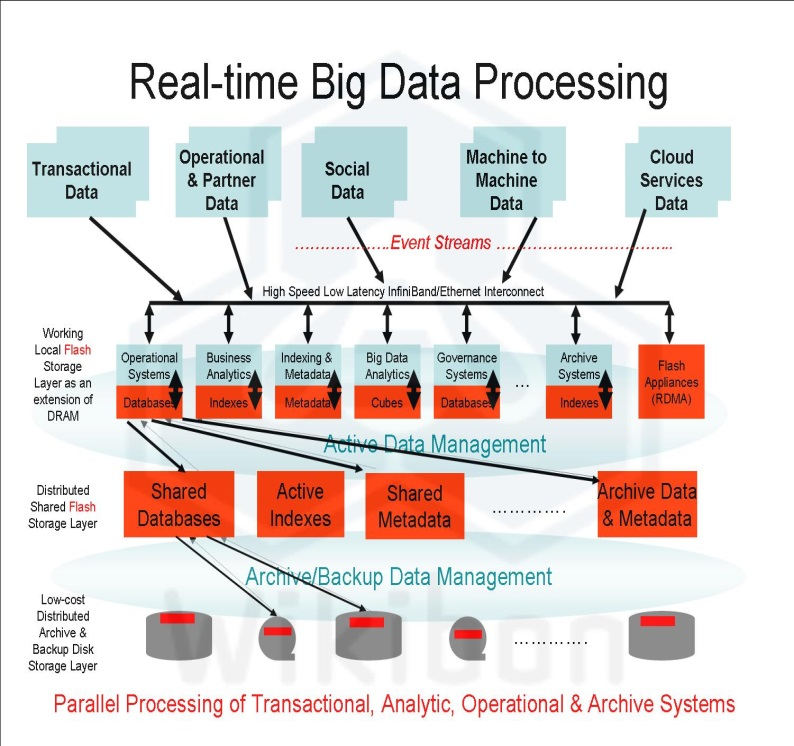 Real-time Big Data Processing
Transactional
Data
Operational
& Partner
Data
Social
Data
Machine to
Machine
Data
Cloud
Services
Data
....................Event Streams ........................................
High Speed Low Latency InfiniBand/Ethernet Interconnect
Working
Local Flash
Storage
Layer as an
extension of
DRAM
Operational
Systems
Databases
Business
Analytics
Indexes
Indexing &
Metadata
Metadata
Big Data
Analytics
Cubes
Governance
Systems
Databases
...
Archive
Systems
Indexes
Flash
Appliances
(RDMA)
Active Data Management
Distributed
Shared Flash
Storage Layer
Shared
Databases
Active
Indexes
Shared
Metadata
.............
Archive Data
& Metadata
Archive/Backup Data Management
Low-cost
Distributed
Archive &
Backup Disk
Storage Layer
.............
Wikibon
Parallel Processing of Transactional, Analytic, Operational & Archive Systems